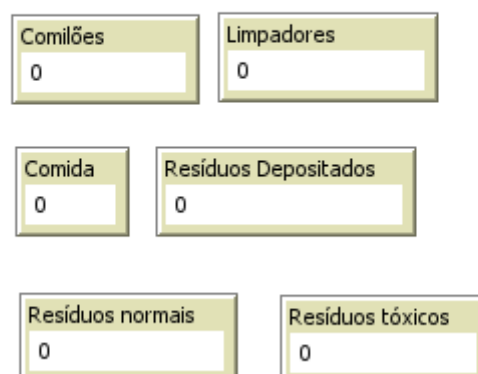 Comilões
0
Limpadores
0
Comida
0
Resíduos Depositados
0
Resíduos normais
0
Resíduos tóxicos
0